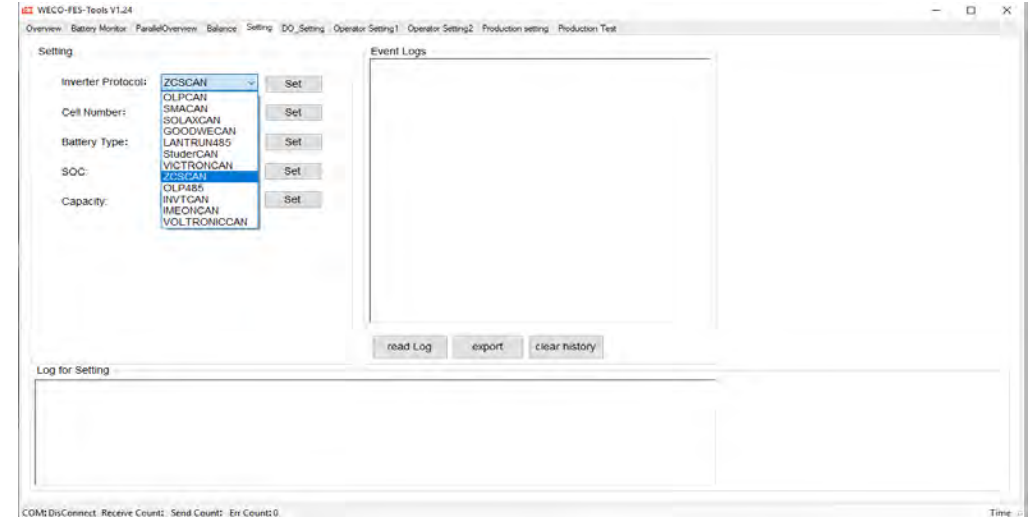 WECO-FES-Tools V1.24
Overview Battery Monitor ParallelOverview Balance Setting DO_Setting Operator Setting1 Operator Setting2 Production setting Production Test
Setting
Event Logs
Inverter Protocol: ZCSCAN Set
OLPCAN
SMACAN
Cell Number: Set
SOLAXCAN
GOODWECAN
Battery Type: Set
LANTRUN485
StuderCAN
VICTRONCAN
SOC: Set
ZCSCAN
OLP485
Capacity: Set
INVTCAN
IMEONCAN
VOLTRONICCAN
read Log export clear history
Log for Setting
COM: DisConnect Receive Count: Send Count: Err Count: 0 Time